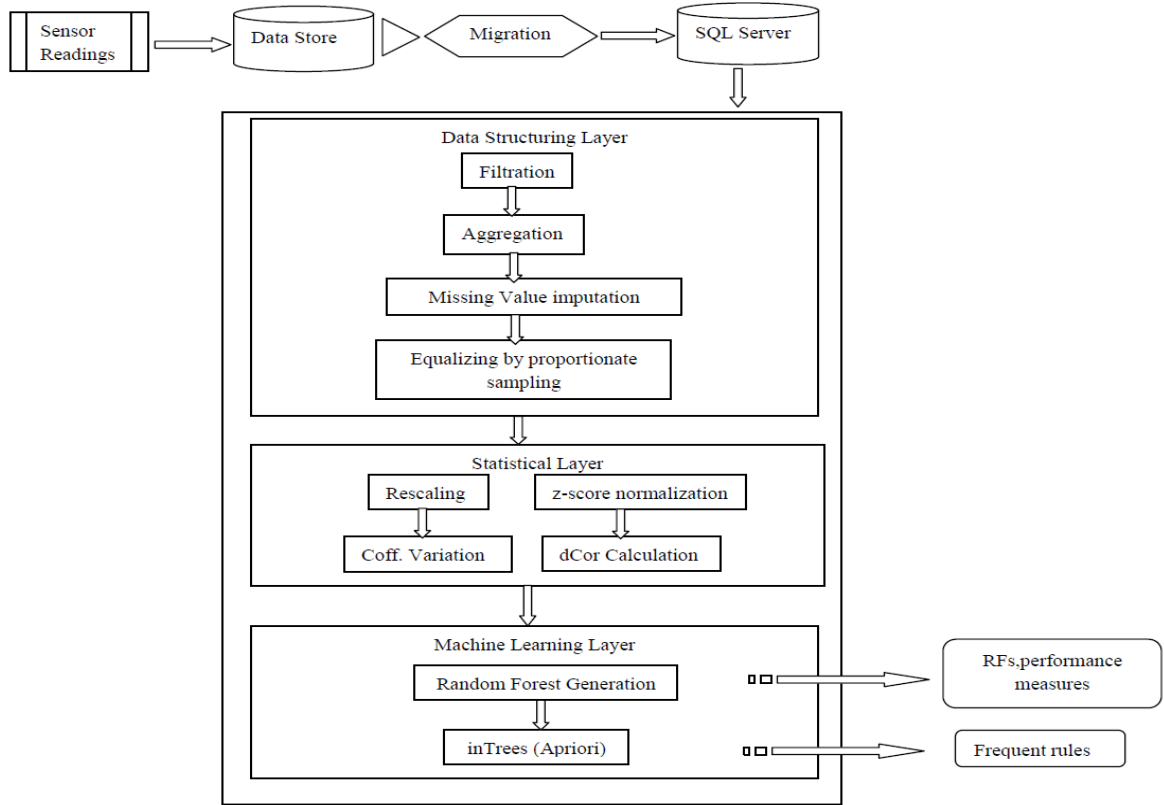 Sensor
Readings
Data Store
Migration
SQL Server
Data Structuring Layer
Filtration
Aggregation
Missing Value imputation
Equalizing by proportionate
sampling
Statistical Layer
Rescaling
z-score normalization
Coff. Variation
dCor Calculation
Machine Learning Layer
Random Forest Generation
inTrees (Apriori)
RFs,performance
measures
Frequent rules